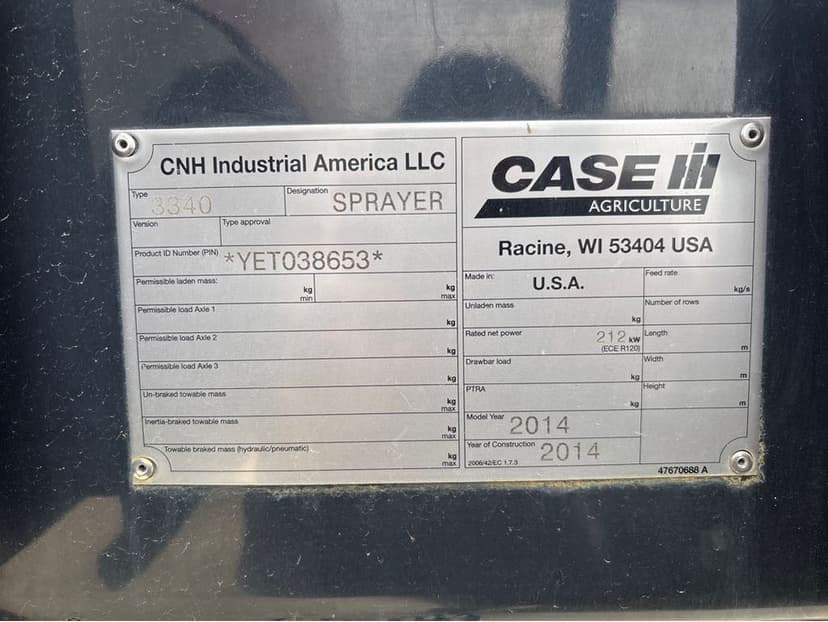 CNH Industrial America LLC
Type 3340
Designation SPRAYER
Version
Type approval
Product ID Number (PIN) *YET038653*
Permissible laden mass: kg min kg max
Permissible load Axle 1 kg
Permissible load Axle 2 kg
Permissible load Axle 3 kg
Un-braked towable mass kg max
Inertia-braked towable mass kg max
Towable braked mass (hydraulic/pneumatic) kg max
CASE IH
AGRICULTURE
Racine, WI 53404 USA
Made in: U.S.A.
Feed rate kg/s
Unladen mass kg
Number of rows
Rated net power 212 kW (ECE R120)
Length m
Drawbar load kg
Width m
PTRA kg
Height m
Model Year 2014
Year of Construction 2014
2006/42/EC 1.7.3
47670688 A